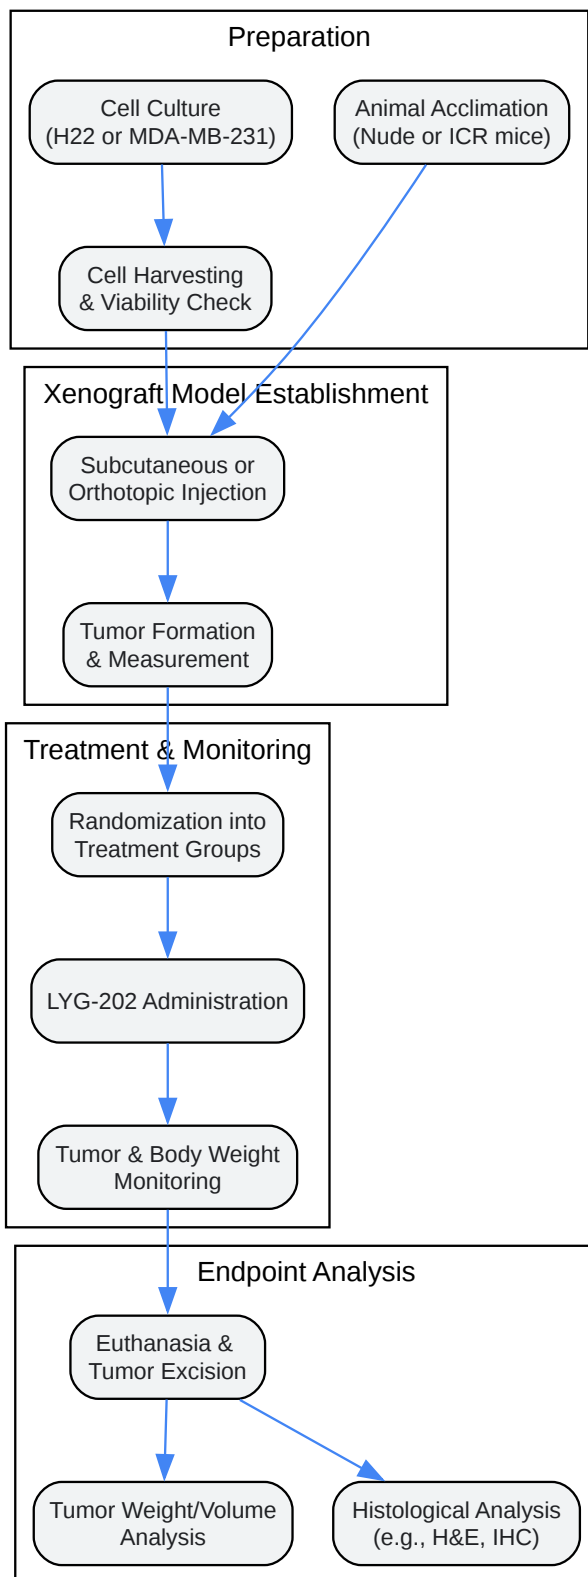 Preparation
Cell Culture
(H22 or MDA-MB-231)
Animal Acclimation
(Nude or ICR mice)
Cell Harvesting
& Viability Check
Xenograft Model Establishment
Subcutaneous or
Orthotopic Injection
Tumor Formation
& Measurement
Treatment & Monitoring
Randomization into
Treatment Groups
LYG-202 Administration
Tumor & Body Weight
Monitoring
Endpoint Analysis
Euthanasia &
Tumor Excision
Tumor Weight/Volume
Analysis
Histological Analysis
(e.g., H&E, IHC)